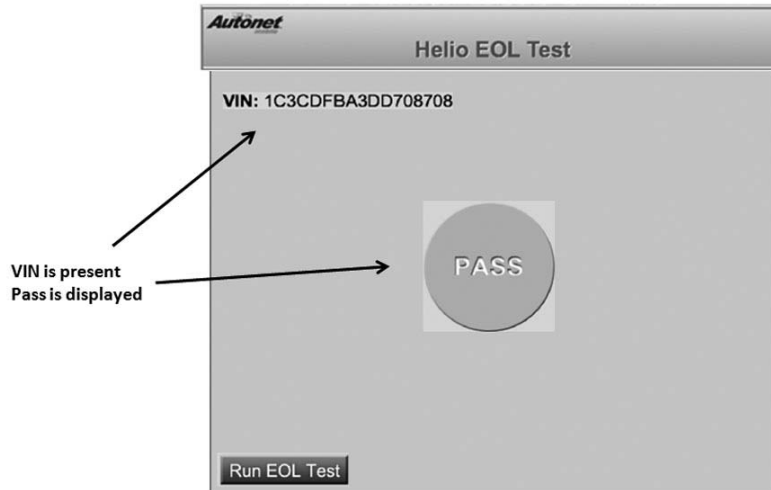 Autonet
Helio EOL Test
VIN: 1C3CDFBA3DD708708
VIN is present
Pass is displayed
PASS
Run EOL Test